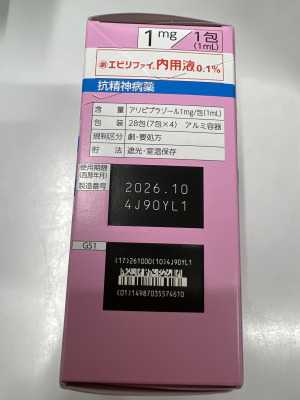 1mg 1包
(1mL)
劇 エビリファイ®内用液0.1%
抗精神病薬
含 量 アリピプラゾール1mg/包(1mL)
包 装 28包(7包×4) アルミ容器
規制区分 劇・要処方
貯 法 遮光・室温保存
使用期限
(西暦年月)
製造番号
2026.10
4J90YL1
GS1
(17)261000(10)4J90YL1
(01)14987035574610